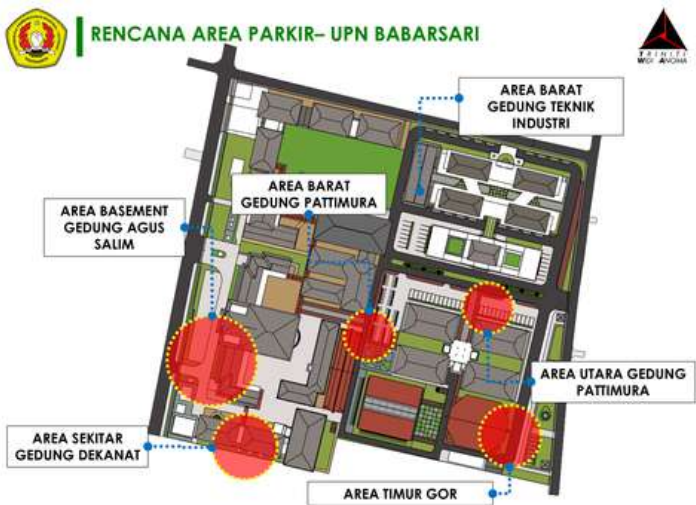 RENCANA AREA PARKIR– UPN BABARSARI
TRINITI
AREA BARAT
GEDUNG TEKNIK
INDUSTRI
AREA BARAT
GEDUNG PATTIMURA
AREA BASEMENT
GEDUNG AGUS
SALIM
AREA UTARA GEDUNG
PATTIMURA
AREA SEKITAR
GEDUNG DEKANAT
AREA TIMUR GOR